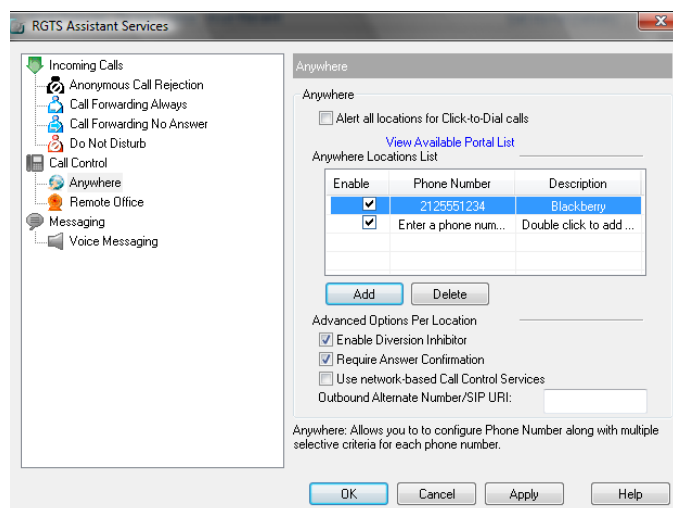 RGTS Assistant Services
Incoming Calls
Anonymous Call Rejection
Call Forwarding Always
Call Forwarding No Answer
Do Not Disturb
Call Control
Anywhere
Remote Office
Messaging
Voice Messaging
Anywhere
Anywhere
Alert all locations for Click-to-Dial calls
View Available Portal List
Anywhere Locations List
Enable Phone Number Description
2125551234 Blackberry
Enter a phone num... Double click to add ...
Add Delete
Advanced Options Per Location
Enable Diversion Inhibitor
Require Answer Confirmation
Use network-based Call Control Services
Outbound Alternate Number/SIP URI:
Anywhere: Allows you to to configure Phone Number along with multiple
selective criteria for each phone number.
OK Cancel Apply Help